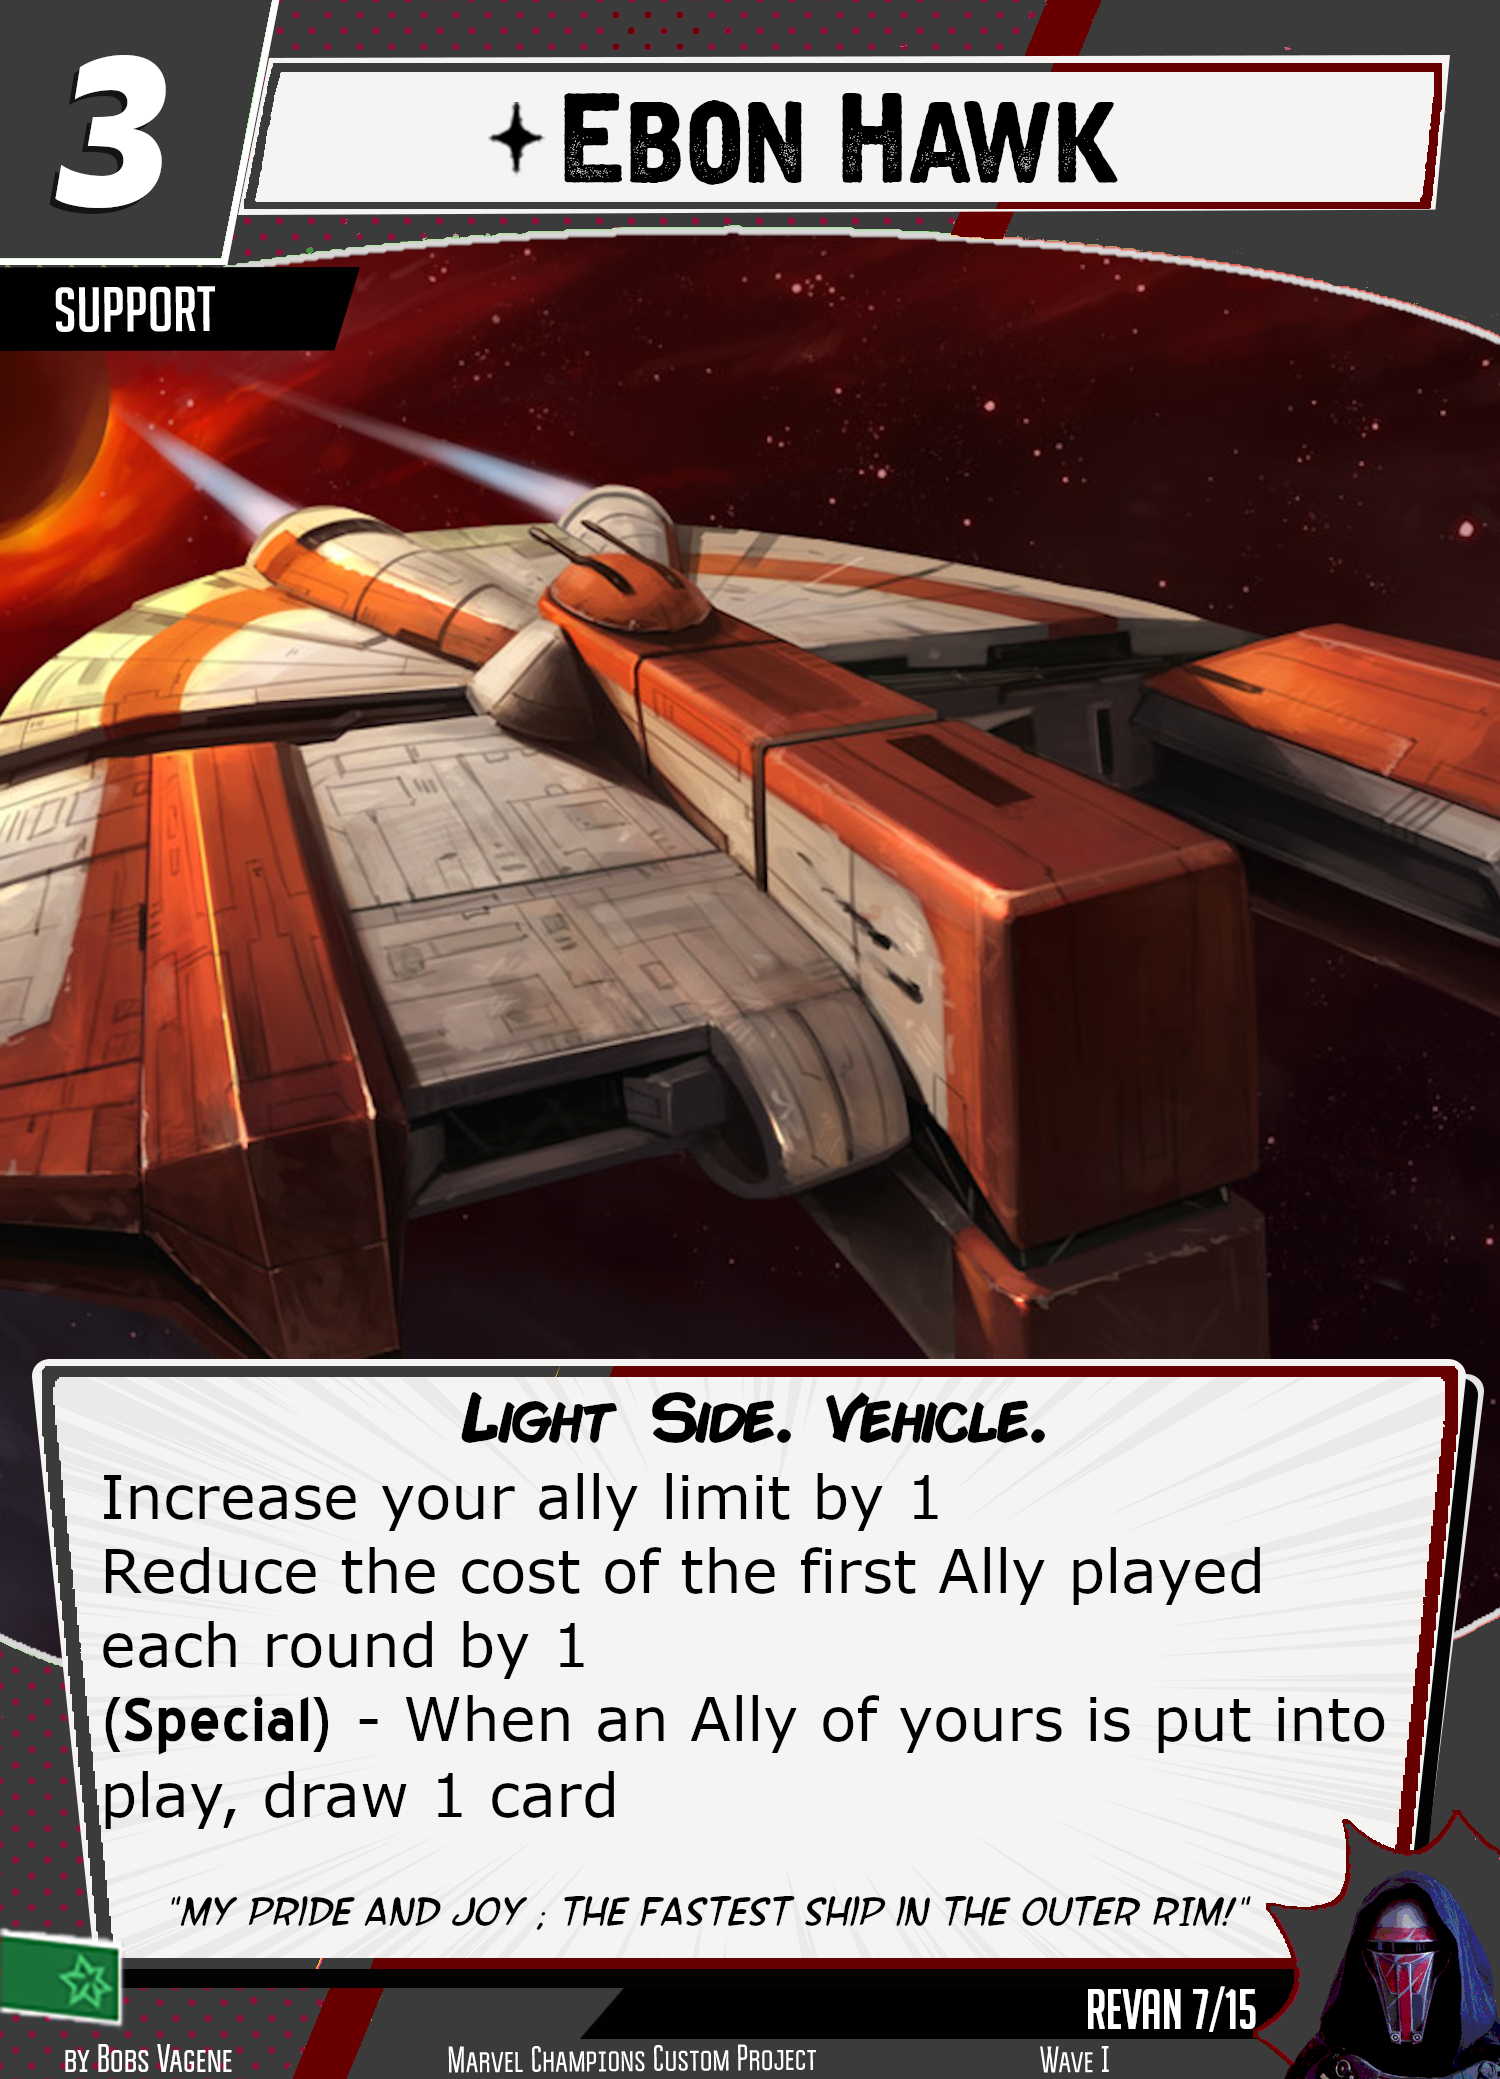 3
Ebon Hawk
SUPPORT
Light Side. Vehicle.
Increase your ally limit by 1
Reduce the cost of the first Ally played
each round by 1
(Special) - When an Ally of yours is put into
play, draw 1 card
"MY PRIDE AND JOY ; THE FASTEST SHIP IN THE OUTER RIM!"
REVAN 7/15
BY BOBS VAGENE
MARVEL CHAMPIONS CUSTOM PROJECT
WAVE I